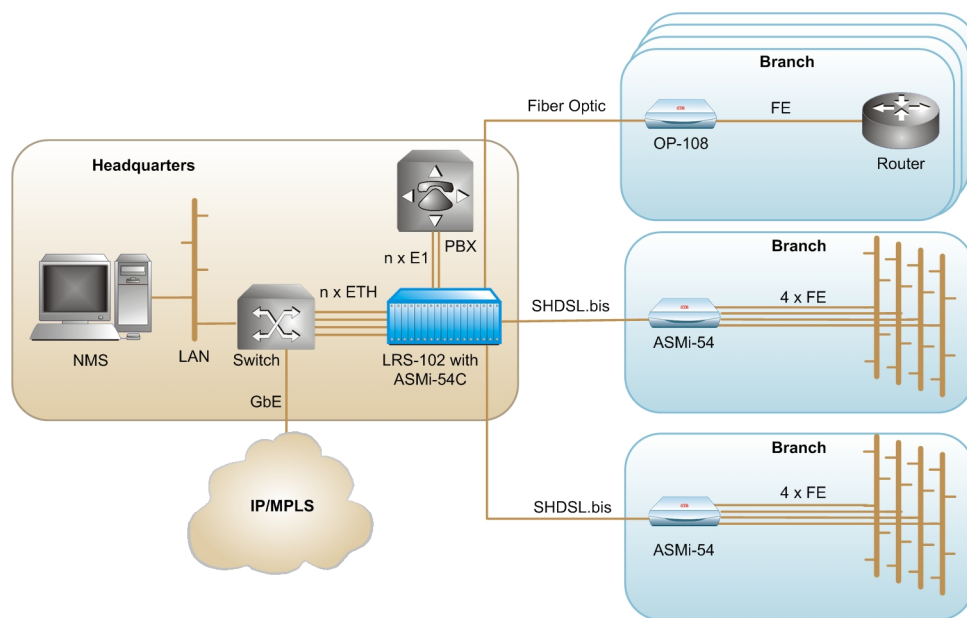 Branch
Fiber Optic
FE
OP-108
Router
Headquarters
PBX
n x E1
n x ETH
NMS
LAN
Switch
LRS-102 with
ASMi-54C
GbE
IP/MPLS
Branch
SHDSL.bis
4 x FE
ASMi-54
Branch
SHDSL.bis
4 x FE
ASMi-54